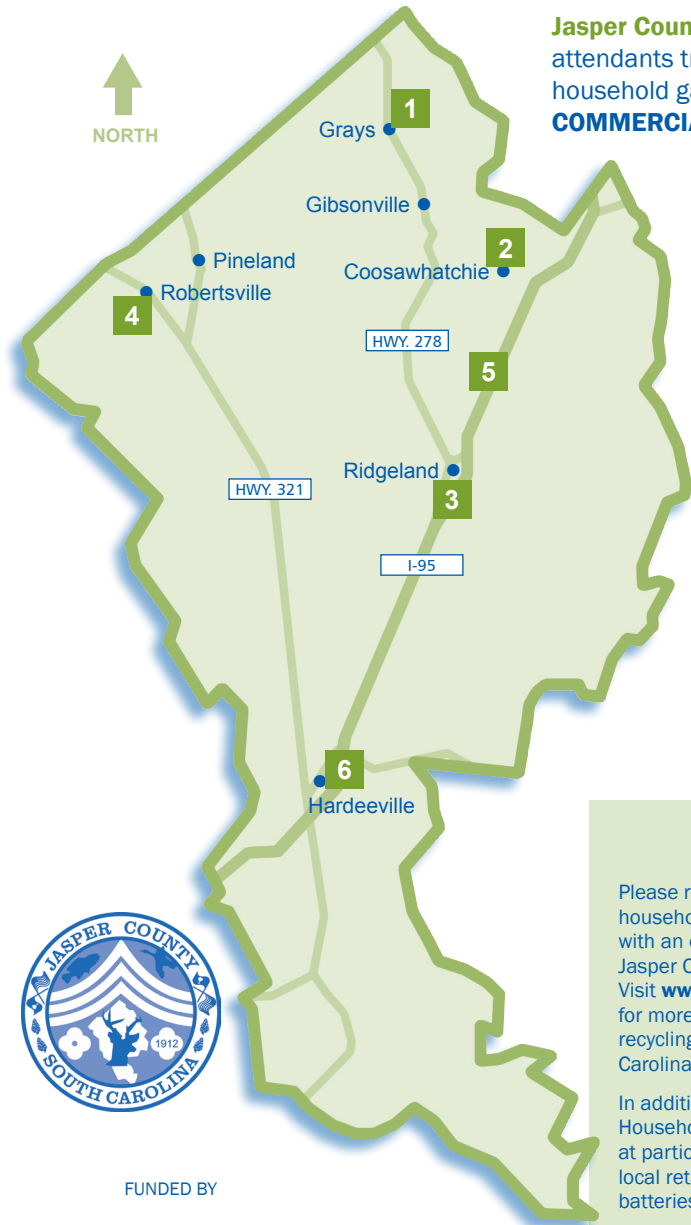 Jasper Coun
attendants t
household ga
COMMERCIA
NORTH
1
Grays
Gibsonville
2
Coosawhatchie
Pineland
Robertsville
4
HWY. 278
5
Ridgeland
3
HWY. 321
I-95
6
Hardeeville
JASPER COUNTY
1912
SOUTH CAROLINA
FUNDED BY
Please r
househo
with an
Jasper C
Visit ww
for more
recycling
Carolina
In additi
Househo
at partic
local ret
batteries